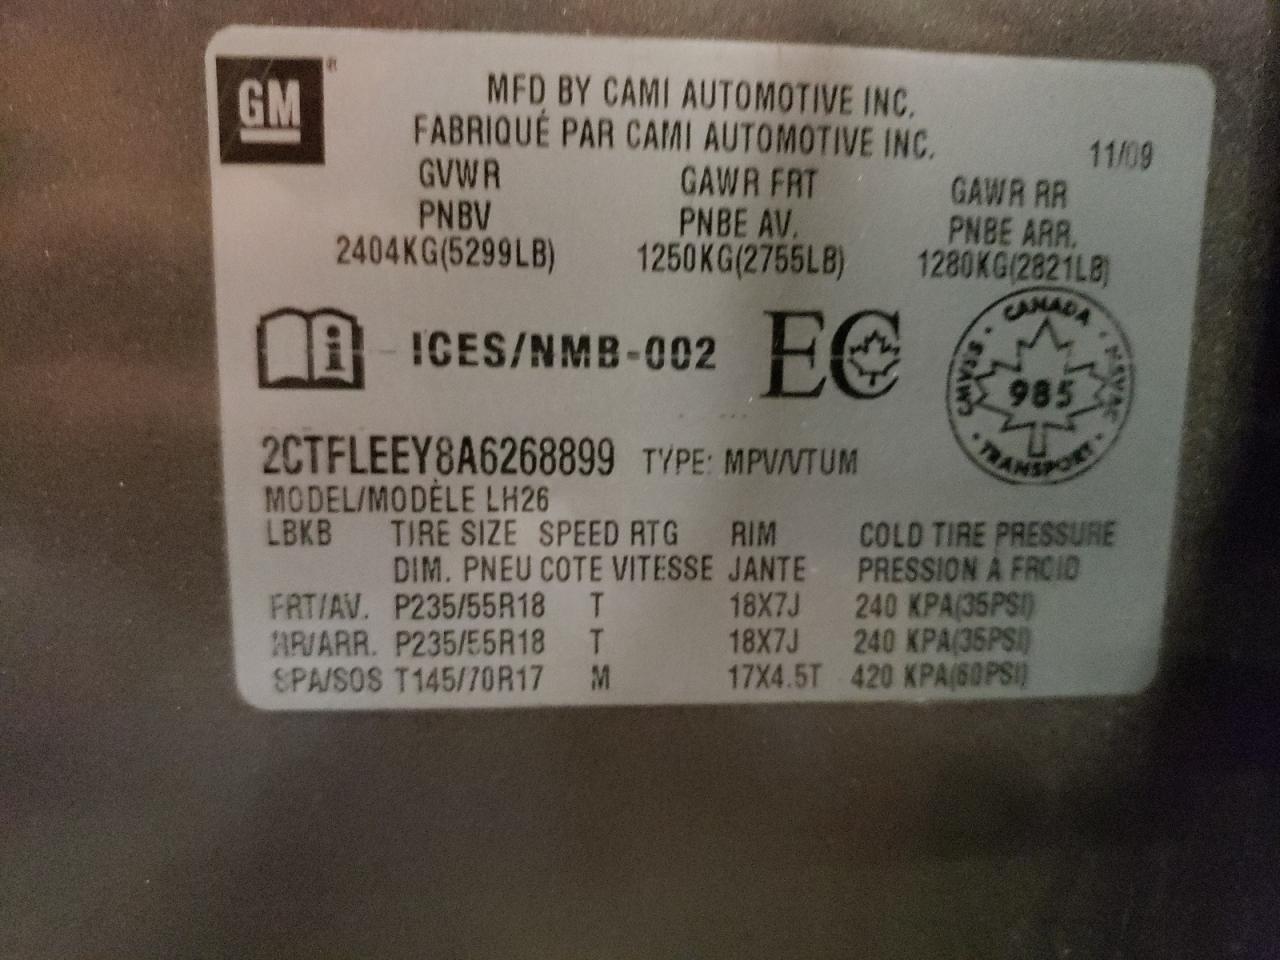 GM®
MFD BY CAMI AUTOMOTIVE INC.
FABRIQUÉ PAR CAMI AUTOMOTIVE INC.
11/09
GVWR GAWR FRT GAWR RR
PNBV PNBE AV. PNBE ARR.
2404KG(5299LB) 1250KG(2755LB) 1280KG(2821LB)
i ICES/NMB-002 EC
CANADA
CMVSS 985 NSVAC
TRANSPORT
2CTFLEEY8A6268899 TYPE: MPV/VTUM
MODEL/MODÈLE LH26
LBKB TIRE SIZE SPEED RTG RIM COLD TIRE PRESSURE
DIM. PNEU COTE VITESSE JANTE PRESSION À FROID
FRT/AV. P235/55R18 T 18X7J 240 KPA(35PSI)
RR/ARR. P235/55R18 T 18X7J 240 KPA(35PSI)
SPA/SOS T145/70R17 M 17X4.5T 420 KPA(60PSI)